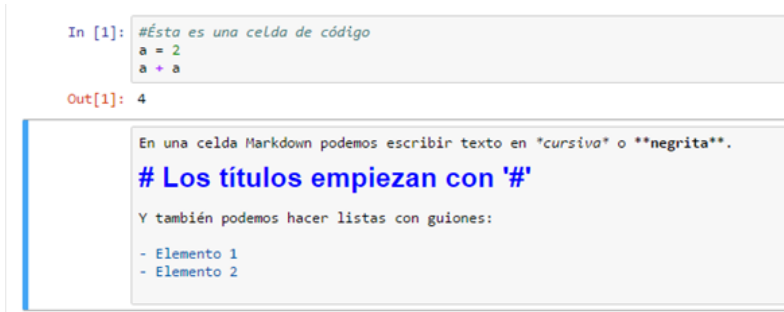 In [1]: #Ésta es una celda de código
a = 2
a + a
Out[1]: 4
En una celda Markdown podemos escribir texto en *cursiva* o **negrita**.
# Los títulos empiezan con '#'
Y también podemos hacer listas con guiones:
- Elemento 1
- Elemento 2